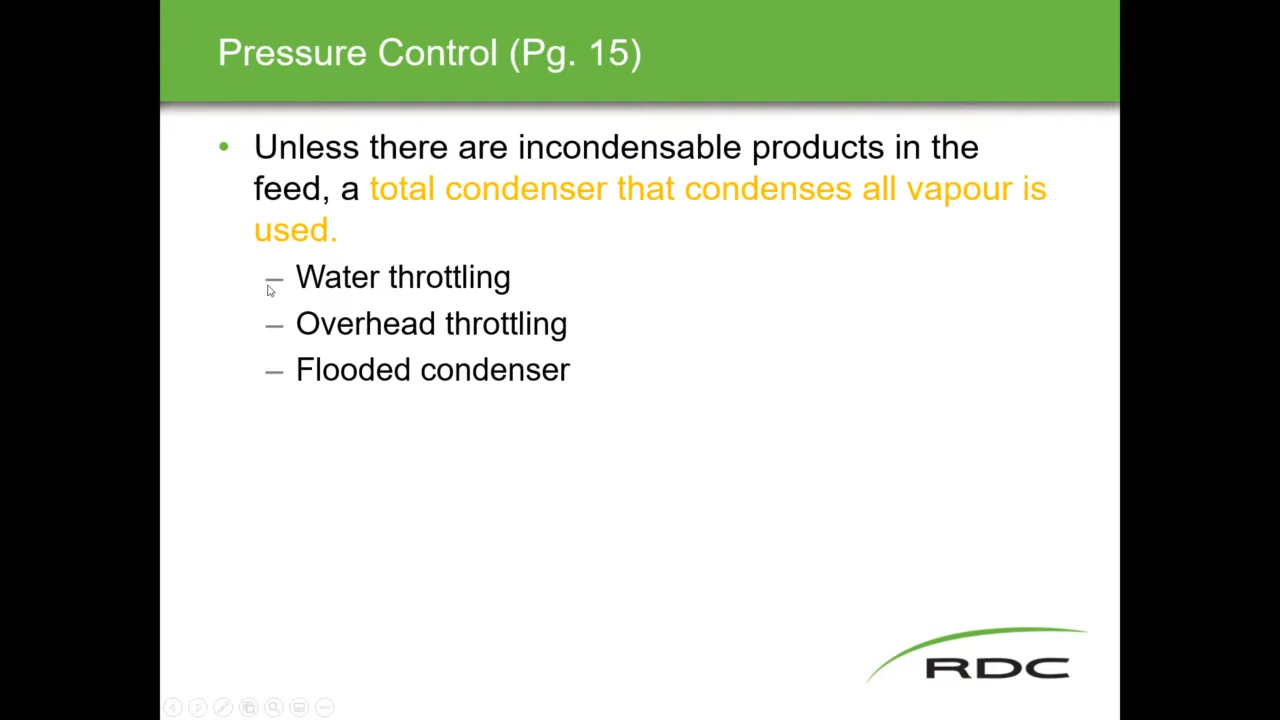 Pressure Control (Pg. 15)
• Unless there are incondensable products in the
feed, a total condenser that condenses all vapour is
used.
– Water throttling
– Overhead throttling
– Flooded condenser
RDC